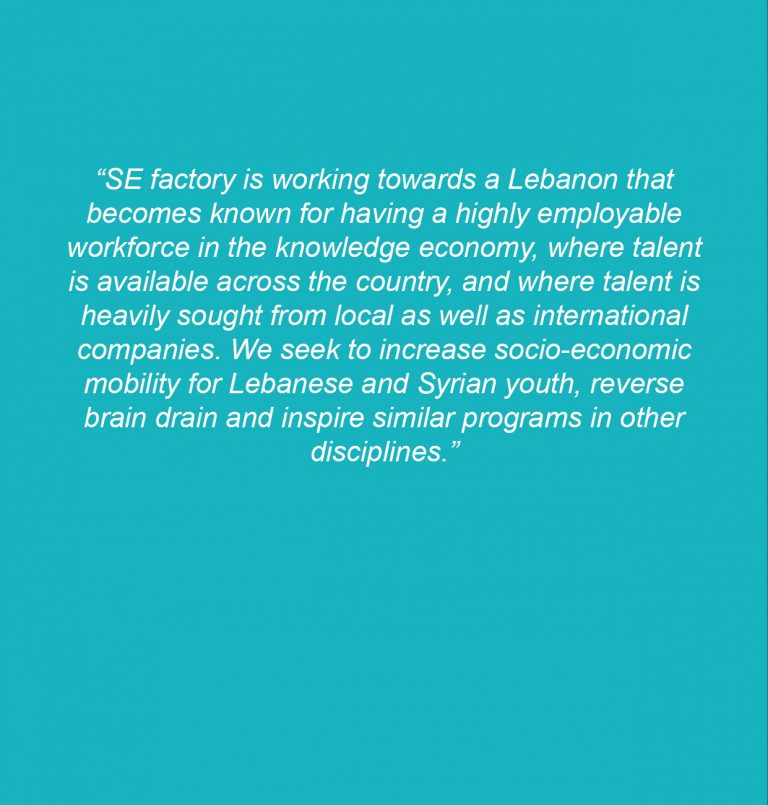 “SE factory is working towards a Lebanon that
becomes known for having a highly employable
workforce in the knowledge economy, where talent
is available across the country, and where talent is
heavily sought from local as well as international
companies. We seek to increase socio-economic
mobility for Lebanese and Syrian youth, reverse
brain drain and inspire similar programs in other
disciplines.”